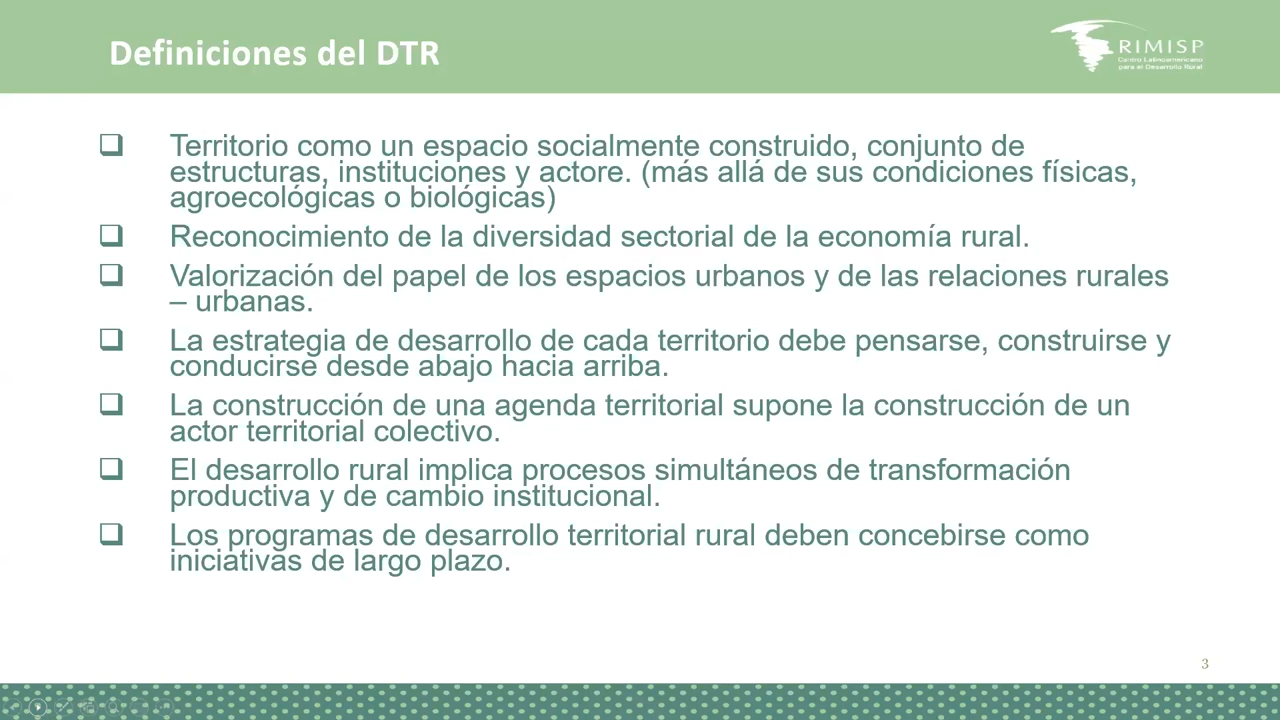 Definiciones del DTR
RIMISP
Centro Latinoamericano
para el Desarrollo Rural
Territorio como un espacio socialmente construido, conjunto de
estructuras, instituciones y actore. (más allá de sus condiciones físicas,
agroecológicas o biológicas)
Reconocimiento de la diversidad sectorial de la economía rural.
Valorización del papel de los espacios urbanos y de las relaciones rurales
– urbanas.
La estrategia de desarrollo de cada territorio debe pensarse, construirse y
conducirse desde abajo hacia arriba.
La construcción de una agenda territorial supone la construcción de un
actor territorial colectivo.
El desarrollo rural implica procesos simultáneos de transformación
productiva y de cambio institucional.
Los programas de desarrollo territorial rural deben concebirse como
iniciativas de largo plazo.
3